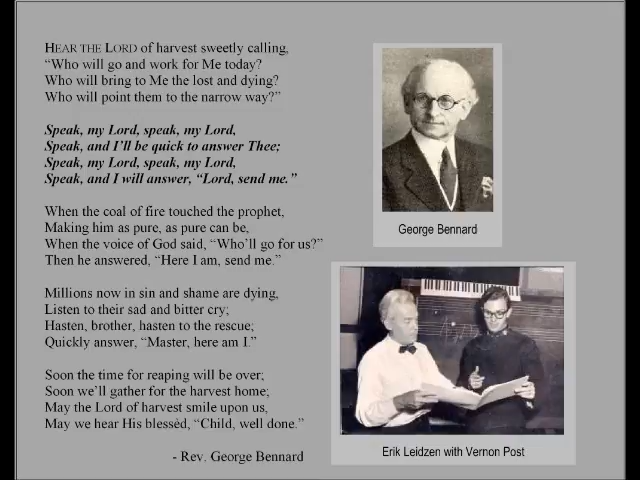 HEAR THE LORD of harvest sweetly calling,
“Who will go and work for Me today?
Who will bring to Me the lost and dying?
Who will point them to the narrow way?”
Speak, my Lord, speak, my Lord,
Speak, and I’ll be quick to answer Thee;
Speak, my Lord, speak, my Lord,
Speak, and I will answer, “Lord, send me.”
When the coal of fire touched the prophet,
Making him as pure, as pure can be,
When the voice of God said, “Who’ll go for us?”
Then he answered, “Here I am, send me.”
Millions now in sin and shame are dying,
Listen to their sad and bitter cry;
Hasten, brother, hasten to the rescue;
Quickly answer, “Master, here am I.”
Soon the time for reaping will be over;
Soon we’ll gather for the harvest home;
May the Lord of harvest smile upon us,
May we hear His blessèd, “Child, well done.”
- Rev. George Bennard
George Bennard
Erik Leidzen with Vernon Post